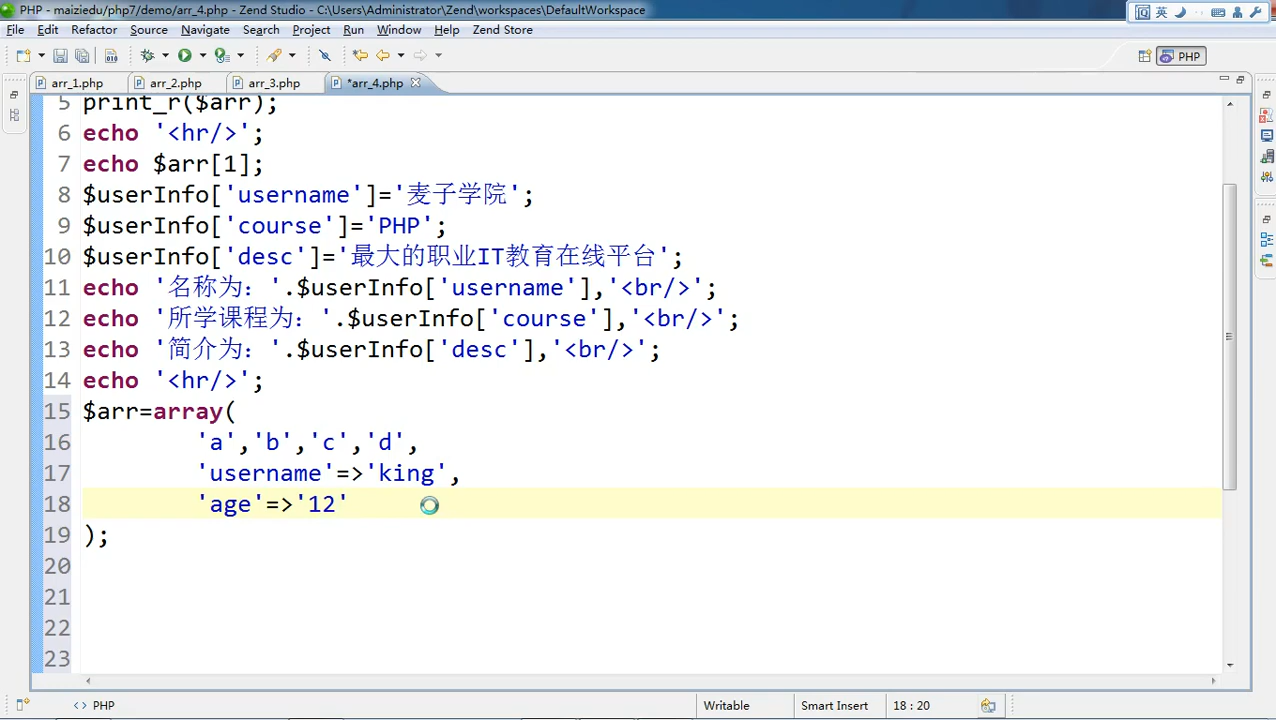 PHP - maiziedu/php7/demo/arr_4.php - Zend Studio - C:\Users\Administrator\Zend\workspaces\DefaultWorkspace
英
File Edit Refactor Source Navigate Search Project Run Window Help Zend Store
PHP
arr_1.php arr_2.php arr_3.php *arr_4.php
5 print_r($arr);
6 echo '<hr/>';
7 echo $arr[1];
8 $userInfo['username']='麦子学院';
9 $userInfo['course']='PHP';
10 $userInfo['desc']='最大的职业IT教育在线平台';
11 echo '名称为：'.$userInfo['username'],'<br/>';
12 echo '所学课程为：'.$userInfo['course'],'<br/>';
13 echo '简介为：'.$userInfo['desc'],'<br/>';
14 echo '<hr/>';
15 $arr=array(
16 'a','b','c','d',
17 'username'=>'king',
18 'age'=>'12'
19 );
20
21
22
23
<> PHP Writable Smart Insert 18 : 20